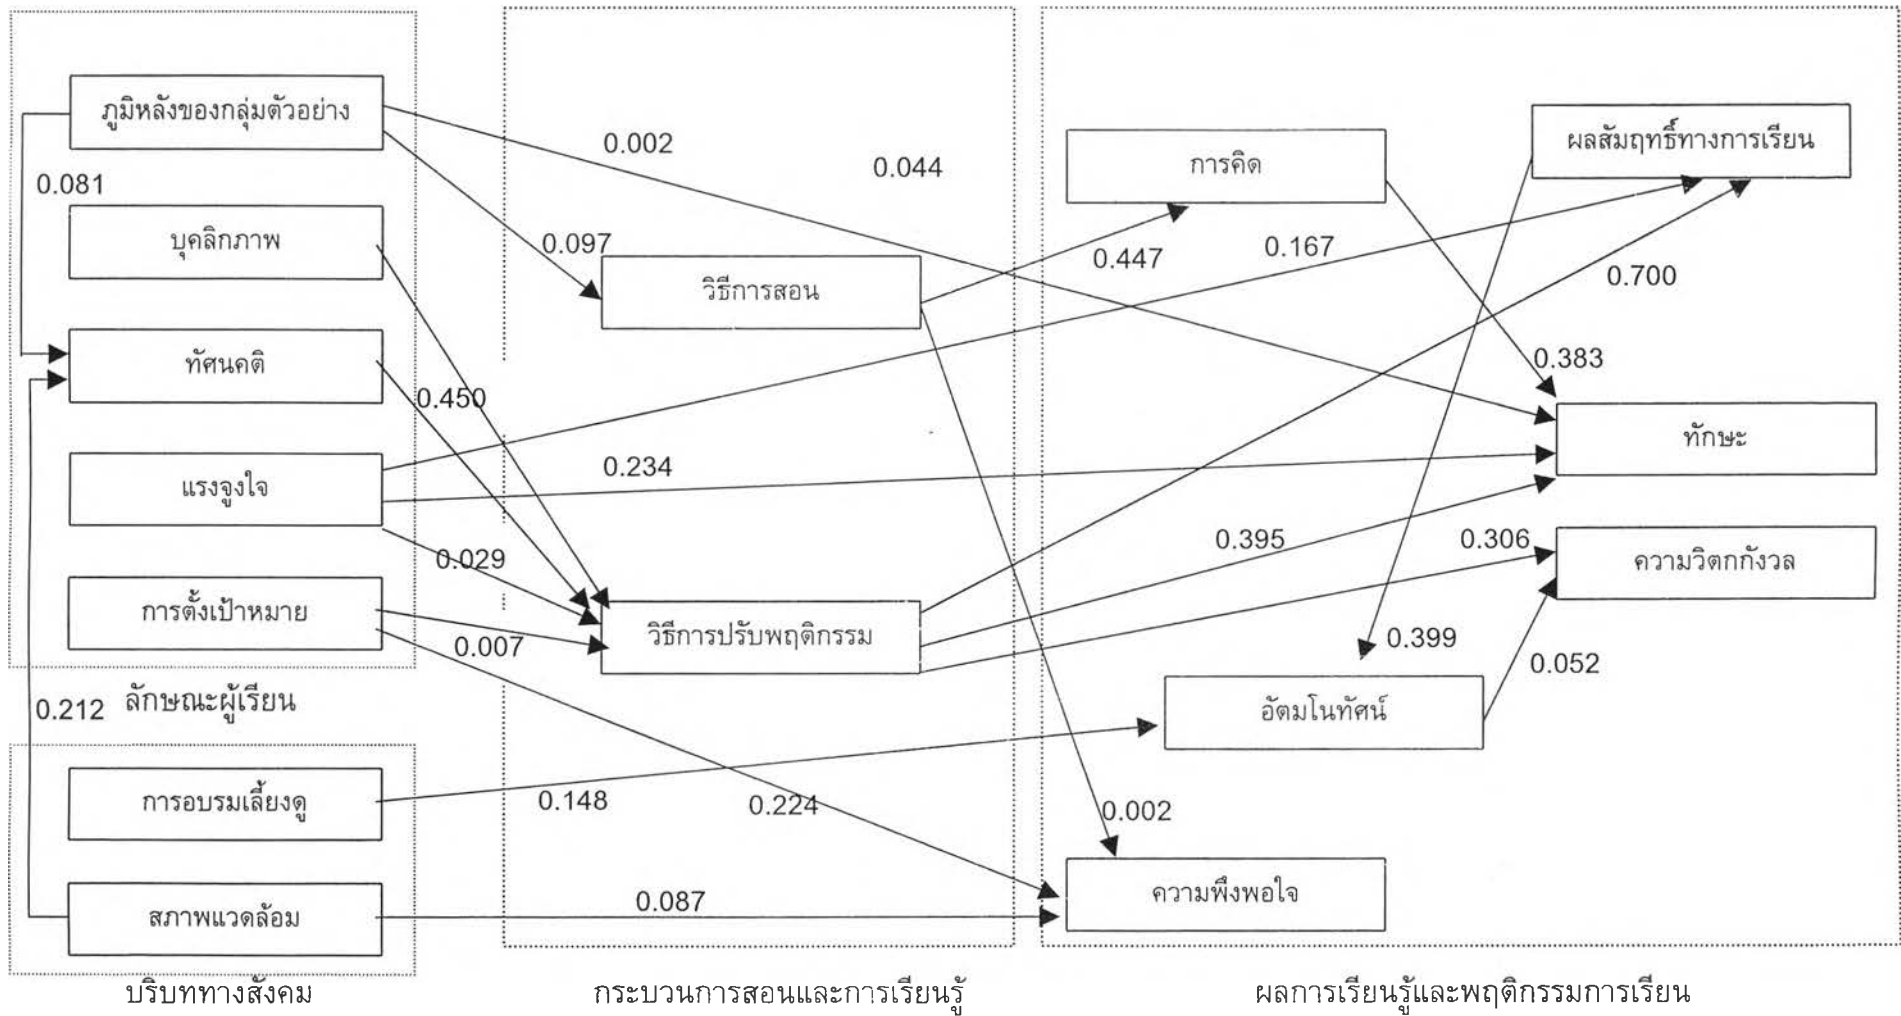 ภูมิหลังของกลุ่มตัวอย่าง
0.081
บุคลิกภาพ
ทัศนคติ
0.450
แรงจูงใจ
0.029
การตั้งเป้าหมาย
0.007
0.212
ลักษณะผู้เรียน
การอบรมเลี้ยงดู
0.148
สภาพแวดล้อม
0.087
บริบททางสังคม
0.002
0.044
0.097
วิธีการสอน
0.234
วิธีการปรับพฤติกรรม
0.224
กระบวนการสอนและการเรียนรู้
การคิด
ผลสัมฤทธิ์ทางการเรียน
0.447
0.167
0.700
0.383
ทักษะ
0.395
0.306
ความวิตกกังวล
0.399
0.052
อัตมโนทัศน์
0.002
ความพึงพอใจ
ผลการเรียนรู้และพฤติกรรมการเรียน